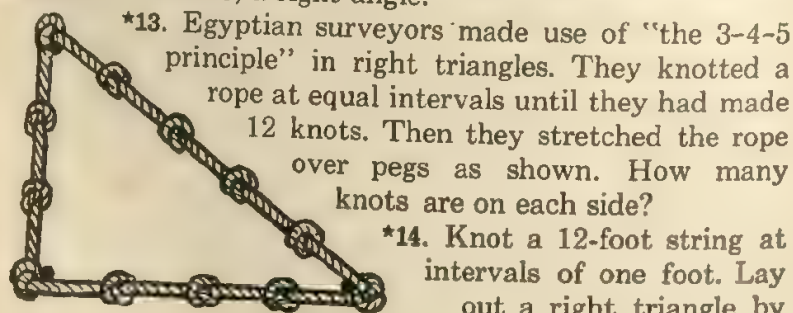 right angle.
*13. Egyptian surveyors made use of "the 3-4-5
principle" in right triangles. They knotted a
rope at equal intervals until they had made
12 knots. Then they stretched the rope
over pegs as shown. How many
knots are on each side?
*14. Knot a 12-foot string at
intervals of one foot. Lay
out a right triangle by